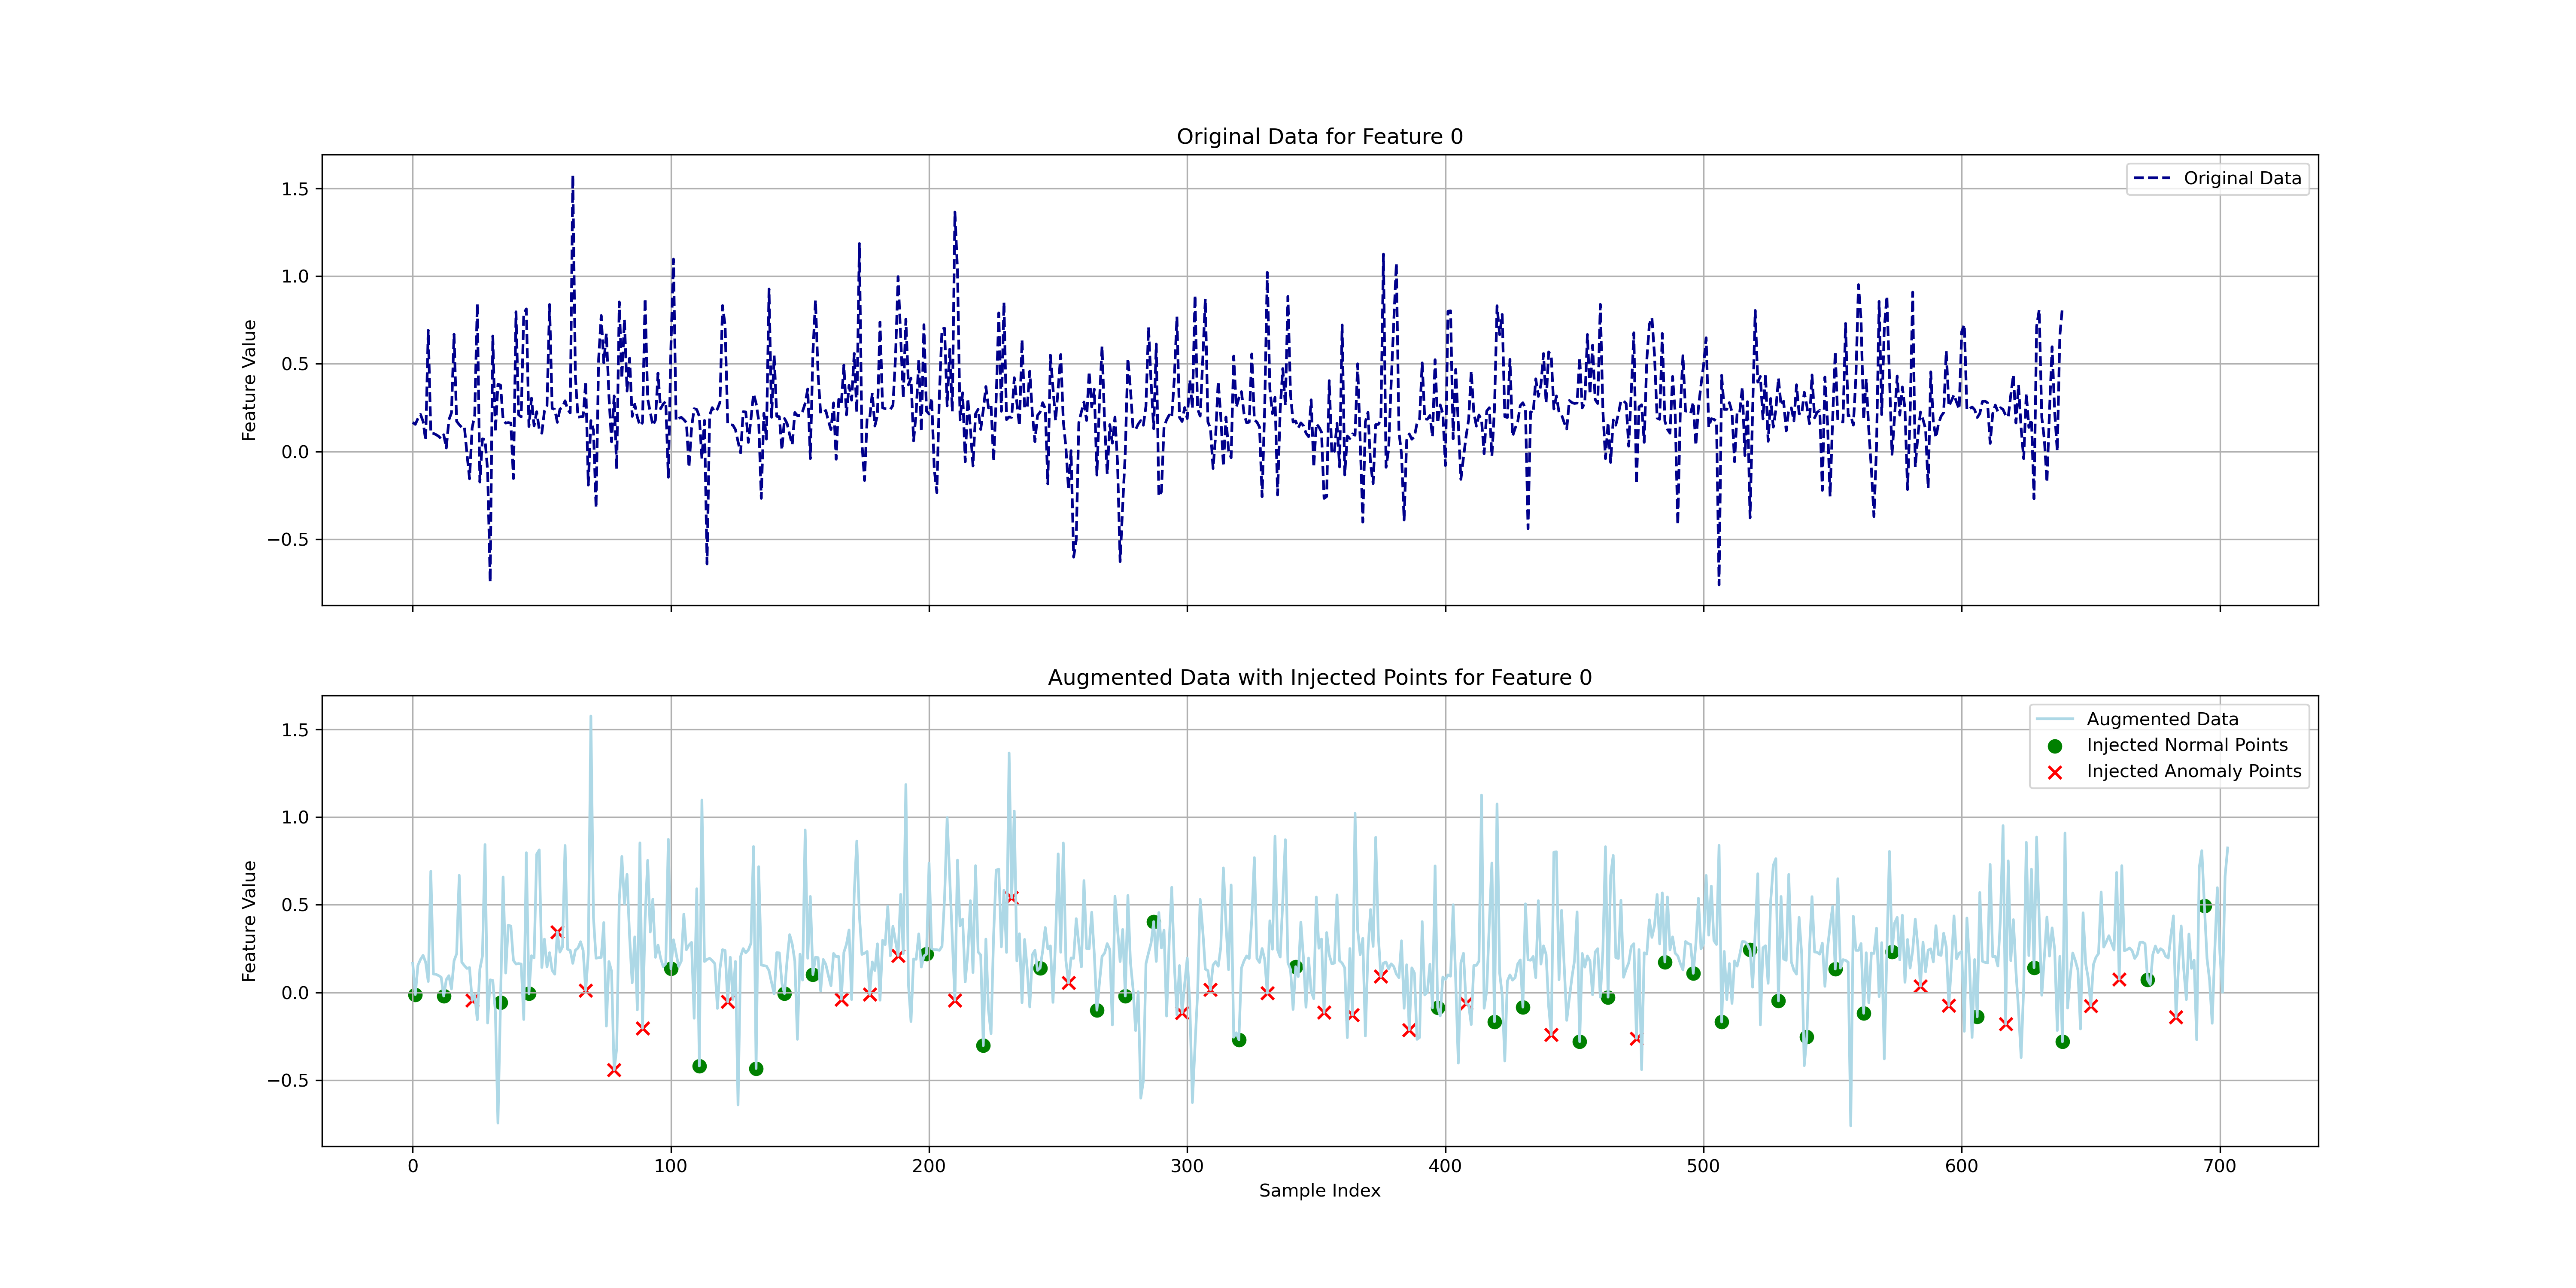 Original Data for Feature 0
Original Data
1.5
1.0
0.5
0.0
−0.5
Feature Value
Augmented Data with Injected Points for Feature 0
Augmented Data
Injected Normal Points
Injected Anomaly Points
1.5
1.0
0.5
0.0
−0.5
Feature Value
0 100 200 300 400 500 600 700
Sample Index